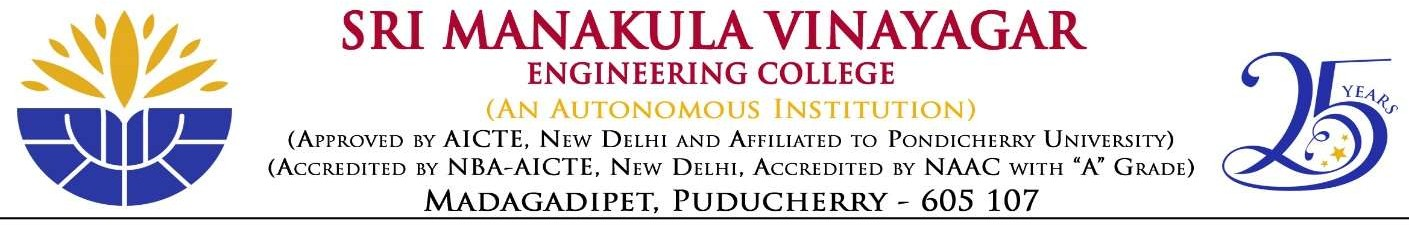 SRI MANAKULA VINAYAGAR
ENGINEERING COLLEGE
(AN AUTONOMOUS INSTITUTION)
(APPROVED BY AICTE, NEW DELHI AND AFFILIATED TO PONDICHERRY UNIVERSITY)
(ACCREDITED BY NBA-AICTE, NEW DELHI, ACCREDITED BY NAAC WITH “A” GRADE)
MADAGADIPET, PUDUCHERRY - 605 107
25 YEARS